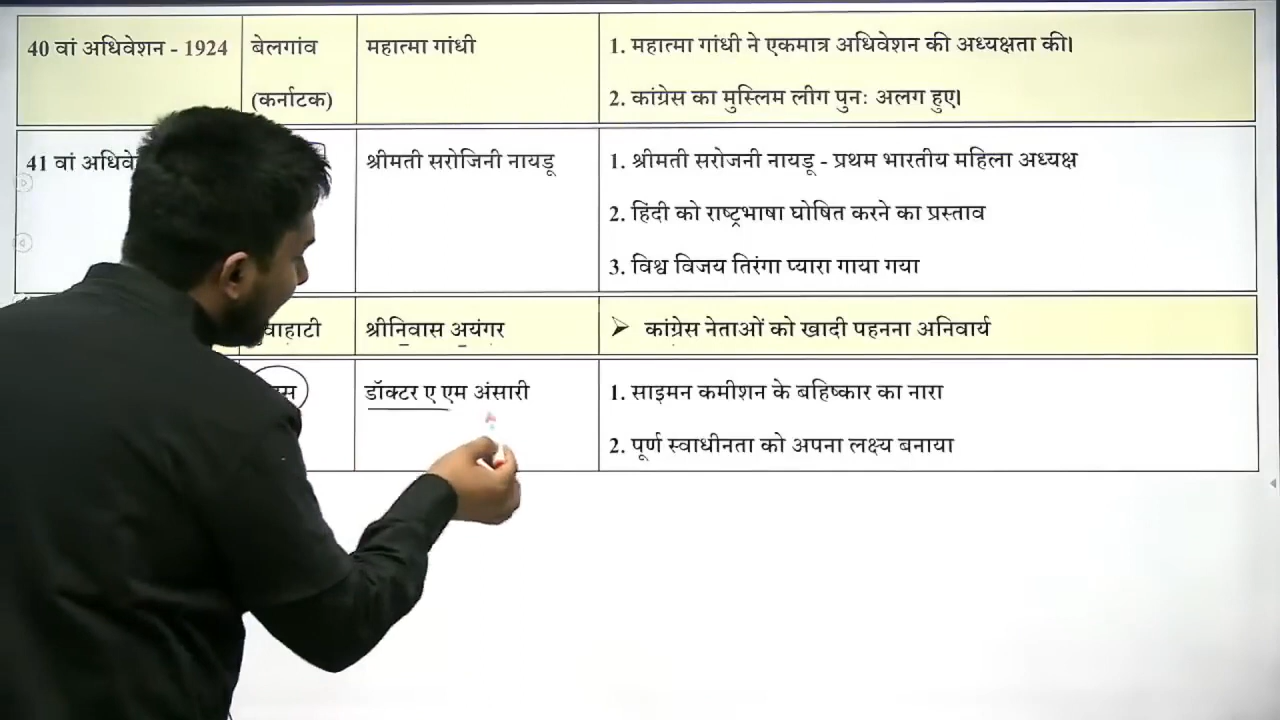 40 वां अधिवेशन - 1924 बेलगांव महात्मा गांधी 1. महात्मा गांधी ने एकमात्र अधिवेशन की अध्यक्षता की।
(कर्नाटक) 2. कांग्रेस का मुस्लिम लीग पुनः अलग हुए।
41 वां श्रीमती सरोजिनी नायडू 1. श्रीमती सरोजनी नायडू - प्रथम भारतीय महिला अध्यक्ष
2. हिंदी को राष्ट्रभाषा घोषित करने का प्रस्ताव
3. विश्व विजय तिरंगा प्यारा गाया गया
श्रीनिवास अयंगर ➢ कांग्रेस नेताओं को खादी पहनना अनिवार्य
डॉक्टर ए एम अंसारी 1. साइमन कमीशन के बहिष्कार का नारा
2. पूर्ण स्वाधीनता को अपना लक्ष्य बनाया